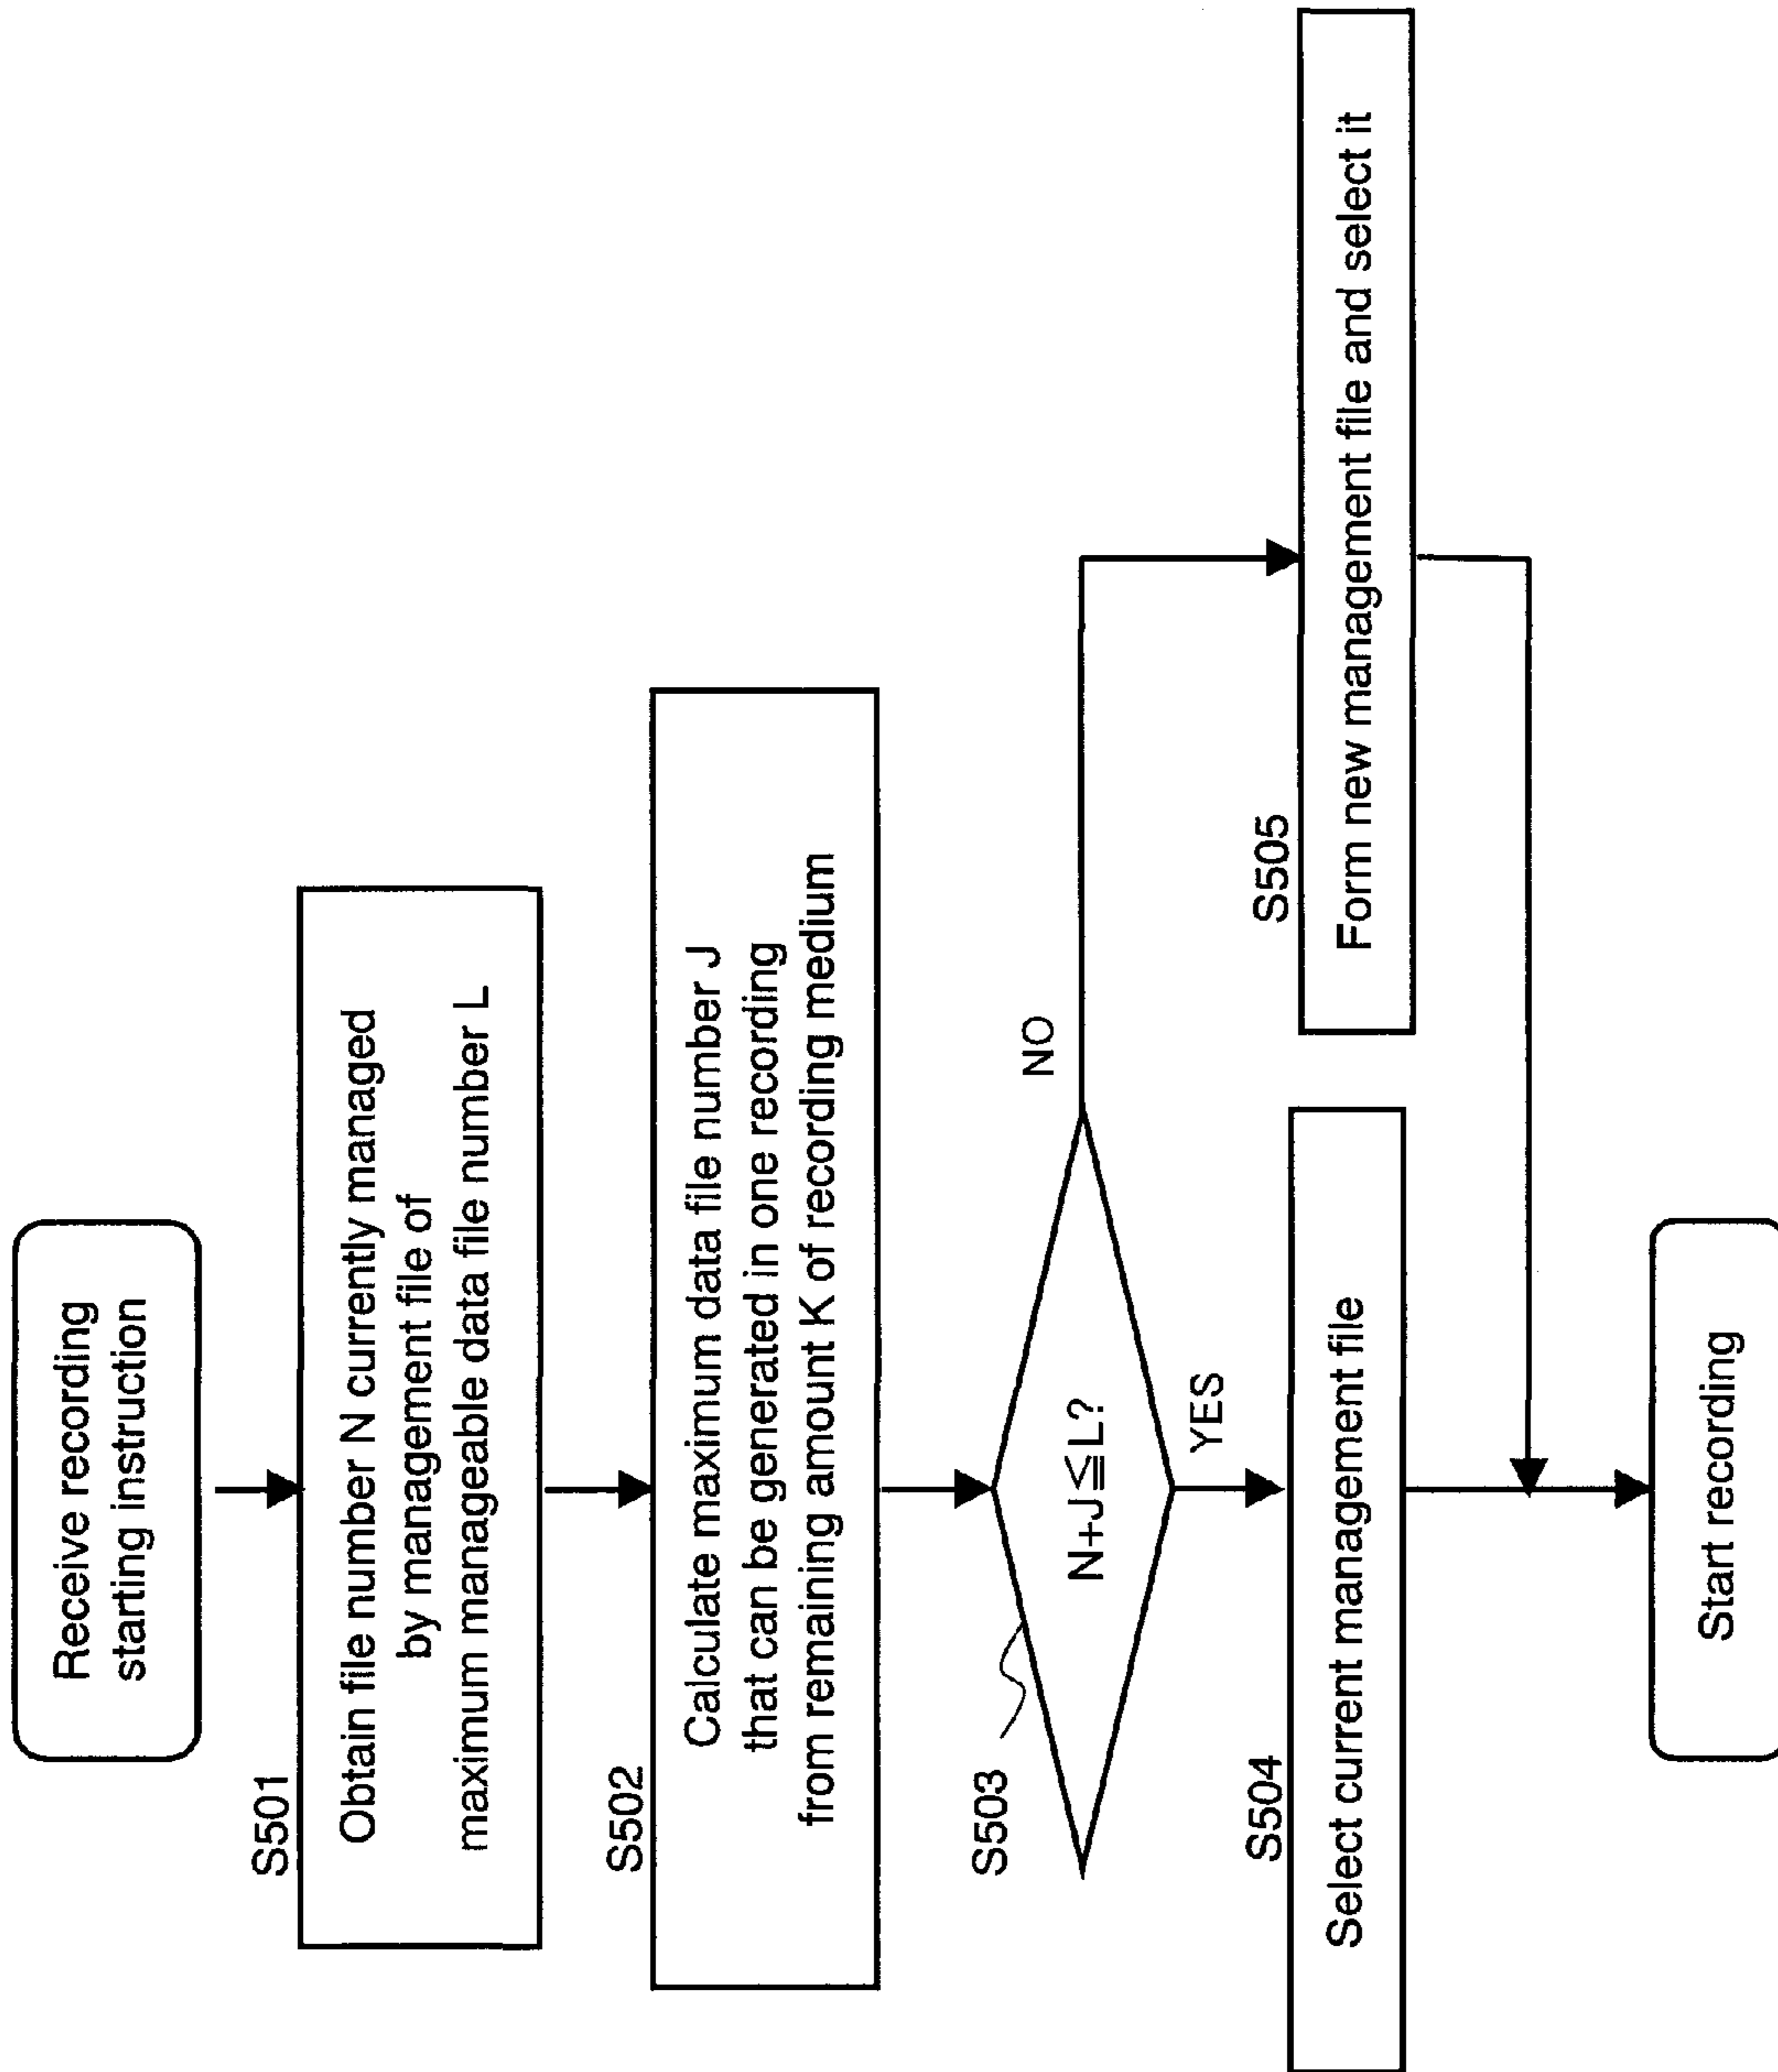 Receive recording
starting instruction
S501
Obtain file number N currently managed
by management file of
maximum manageable data file number L
S502
Calculate maximum data file number J
that can be generated in one recording
from remaining amount K of recording medium
S503
N+J≦L?
NO
YES
S504
Select current management file
S505
Form new management file and select it
Start recording